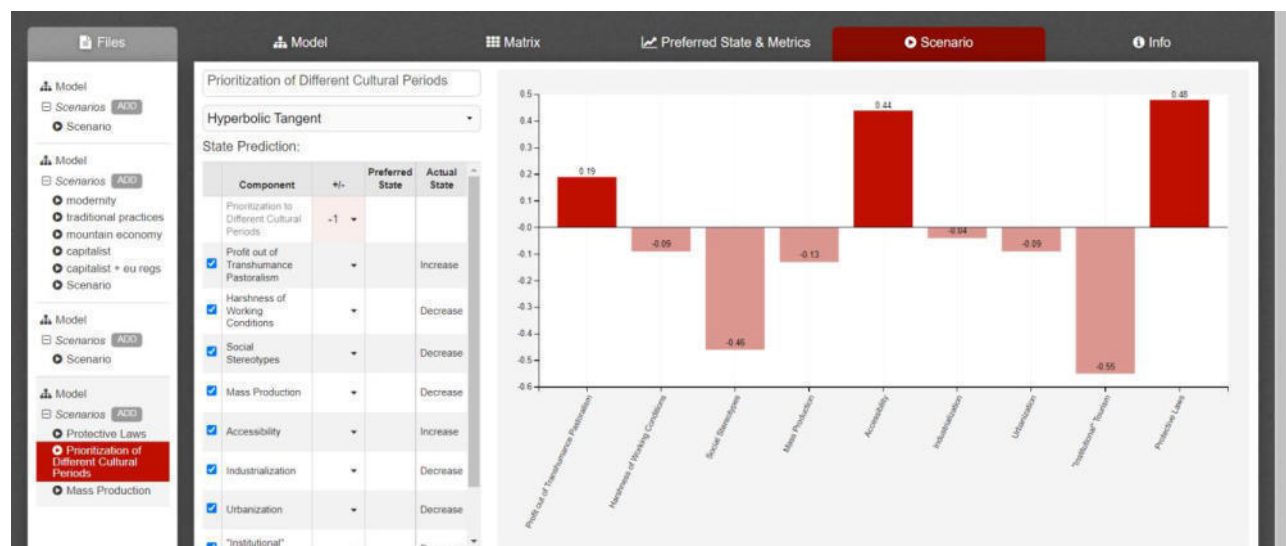 Files
Model
Matrix
Preferred State & Metrics
Scenario
Info
Model
Scenarios ADD
Scenario
Model
Scenarios ADD
modernity
traditional practices
mountain economy
capitalist
capitalist + eu regs
Scenario
Model
Scenarios ADD
Scenario
Model
Scenarios ADD
Protective Laws
Prioritization of
Different Cultural
Periods
Mass Production
Prioritization of Different Cultural Periods
Hyperbolic Tangent
State Prediction:
Component
+/-
Preferred
State
Actual
State
Prioritization to
Different Cultural
Periods
-1
Profit out of
Transhumance
Pastoralism
Increase
Harshness of
Working
Conditions
Decrease
Social
Stereotypes
Decrease
Mass Production
Decrease
Accessibility
Increase
Industrialization
Decrease
Urbanization
Decrease
"Institutional"
0.5
0.4
0.3
0.2
0.1
-0.0
-0.1
-0.2
-0.3
-0.4
-0.5
-0.6
0.19
-0.09
-0.46
-0.13
0.44
-0.04
-0.09
-0.55
0.48
Profit out of Transhumance Pastoralism
Harshness of Working Conditions
Social Stereotypes
Mass Production
Accessibility
Industrialization
Urbanization
"Institutional" Tourism
Protective Laws